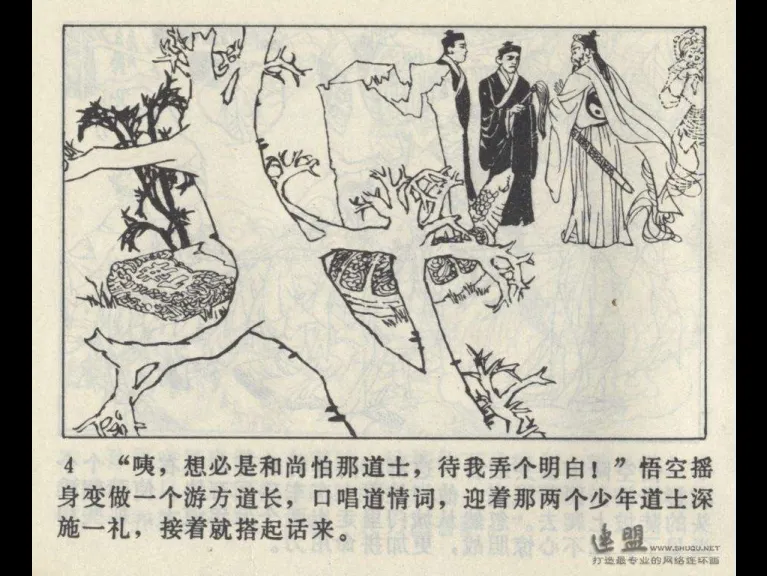 4 “咦，想必是和尚怕那道士，待我弄个明白！”悟空摇
身变做一个游方道长，口唱道情词，迎着那两个少年道士深
施一礼，接着就搭起话来。
连盟 WWW.SHUQU.NET
打造最专业的网络连环画